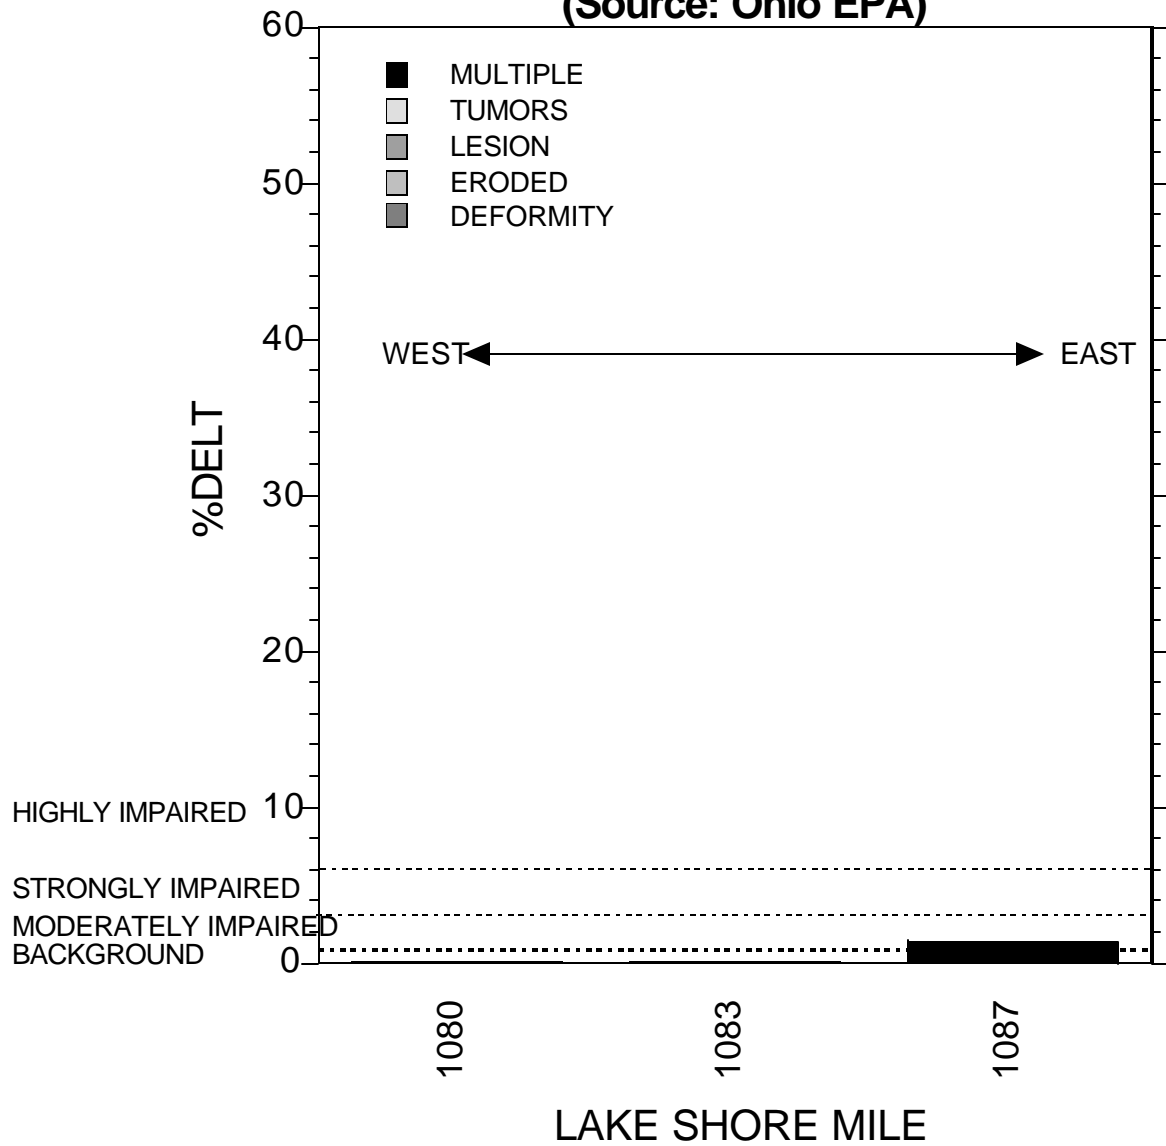 (Source: Ohio EPA)
60
MULTIPLE
TUMORS
LESION
50
ERODED
DEFORMITY
40
WEST EAST
%DELT
30
20
HIGHLY IMPAIRED 10
STRONGLY IMPAIRED
MODERATELY IMPAIRED
BACKGROUND 0
1080 1083 1087
LAKE SHORE MILE